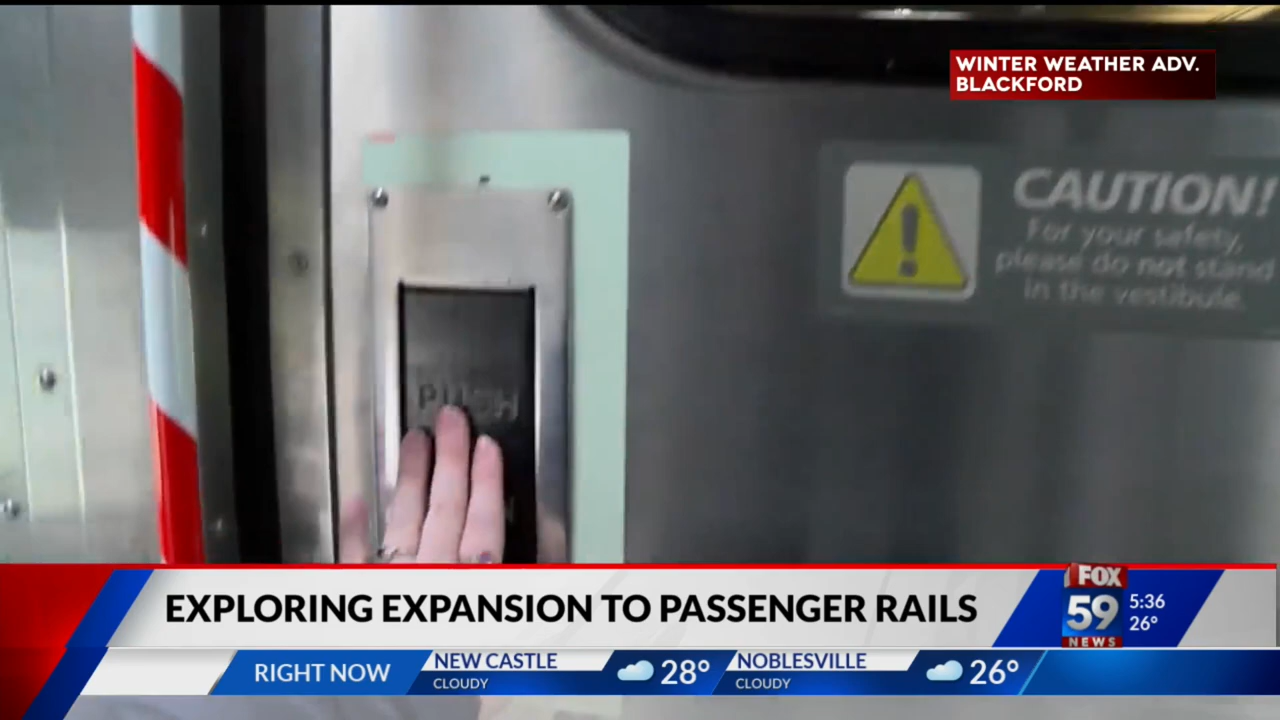 WINTER WEATHER ADV.
BLACKFORD
CAUTION!
For your safety,
please do not stand
in the vestibule.
PUSH
EXPLORING EXPANSION TO PASSENGER RAILS
FOX
59
NEWS
5:36
26°
RIGHT NOW
NEW CASTLE
CLOUDY
28°
NOBLESVILLE
CLOUDY
26°